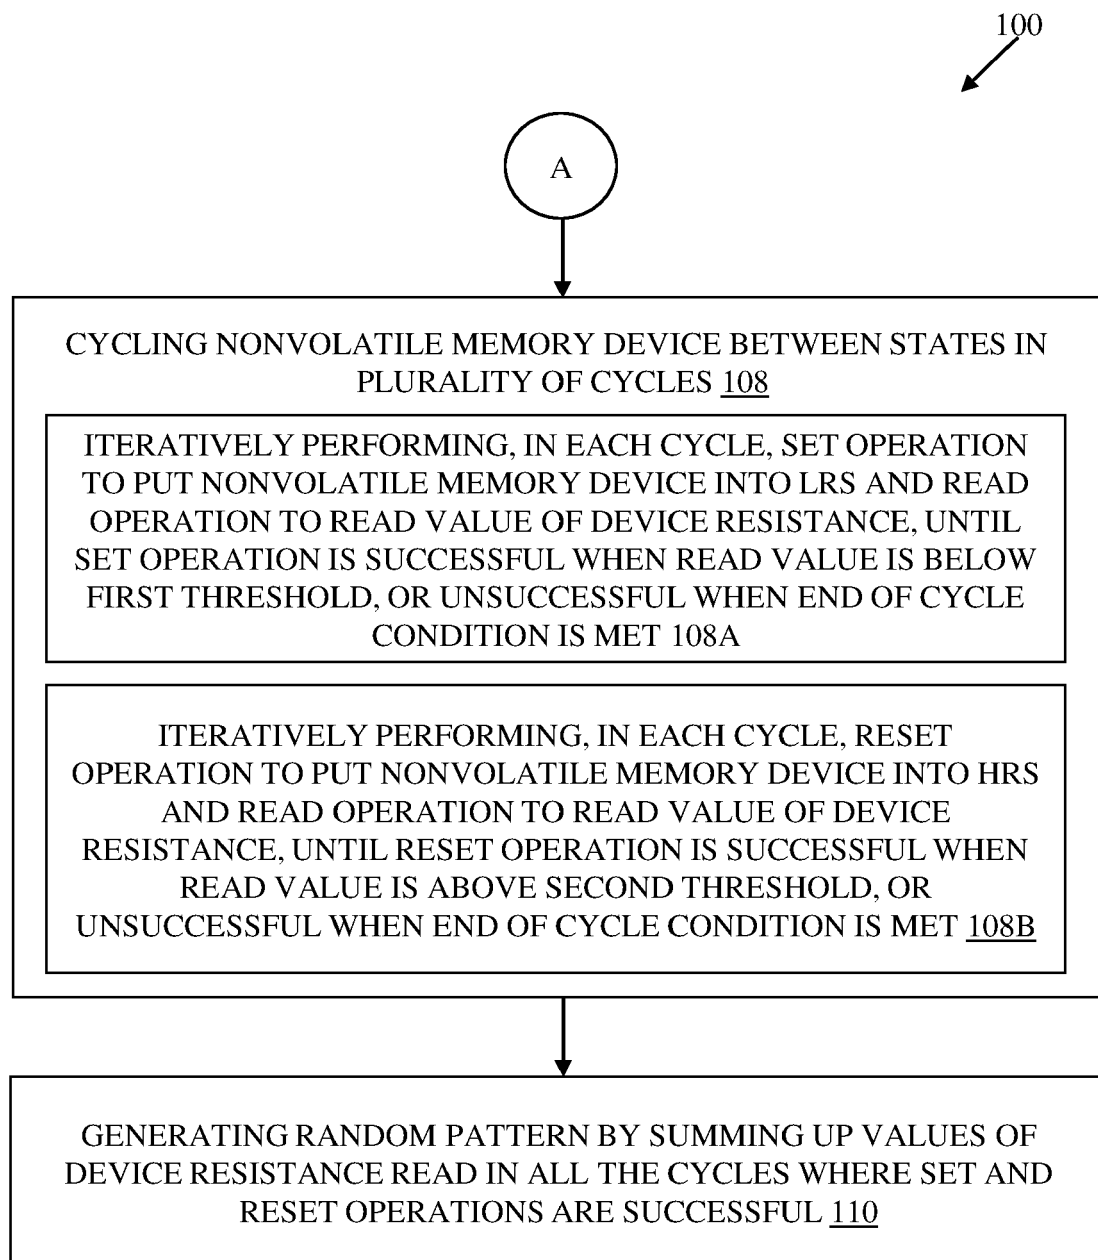 100
A
CYCLING NONVOLATILE MEMORY DEVICE BETWEEN STATES IN
PLURALITY OF CYCLES 108
ITERATIVELY PERFORMING, IN EACH CYCLE, SET OPERATION
TO PUT NONVOLATILE MEMORY DEVICE INTO LRS AND READ
OPERATION TO READ VALUE OF DEVICE RESISTANCE, UNTIL
SET OPERATION IS SUCCESSFUL WHEN READ VALUE IS BELOW
FIRST THRESHOLD, OR UNSUCCESSFUL WHEN END OF CYCLE
CONDITION IS MET 108A
ITERATIVELY PERFORMING, IN EACH CYCLE, RESET
OPERATION TO PUT NONVOLATILE MEMORY DEVICE INTO HRS
AND READ OPERATION TO READ VALUE OF DEVICE
RESISTANCE, UNTIL RESET OPERATION IS SUCCESSFUL WHEN
READ VALUE IS ABOVE SECOND THRESHOLD, OR
UNSUCCESSFUL WHEN END OF CYCLE CONDITION IS MET 108B
GENERATING RANDOM PATTERN BY SUMMING UP VALUES OF
DEVICE RESISTANCE READ IN ALL THE CYCLES WHERE SET AND
RESET OPERATIONS ARE SUCCESSFUL 110